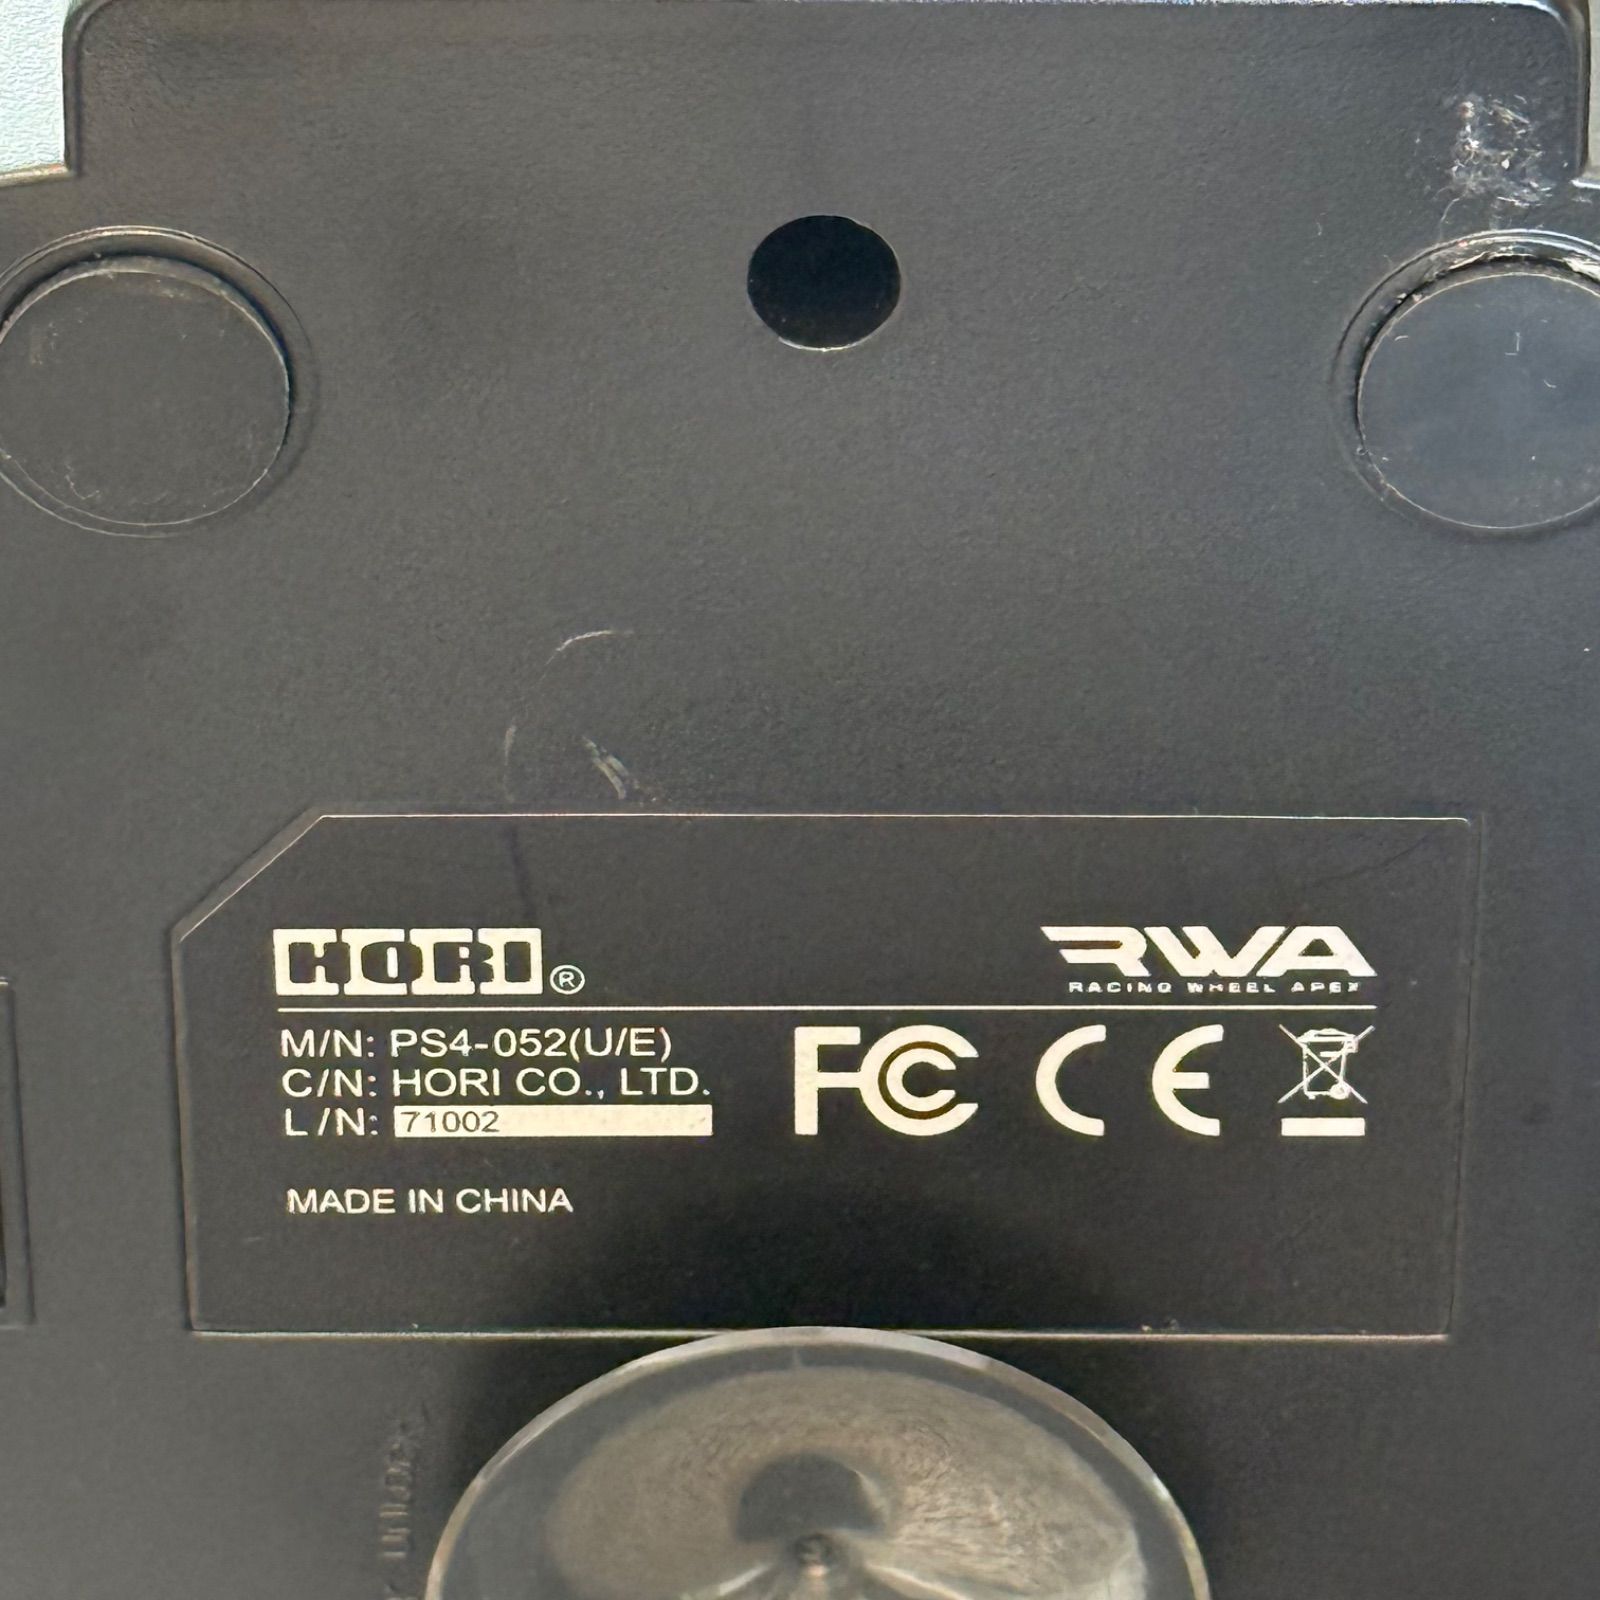 HORI®
RWA
RACING WHEEL APEX
M/N: PS4-052(U/E)
C/N: HORI CO., LTD.
L/N: 71002
FC CE
MADE IN CHINA